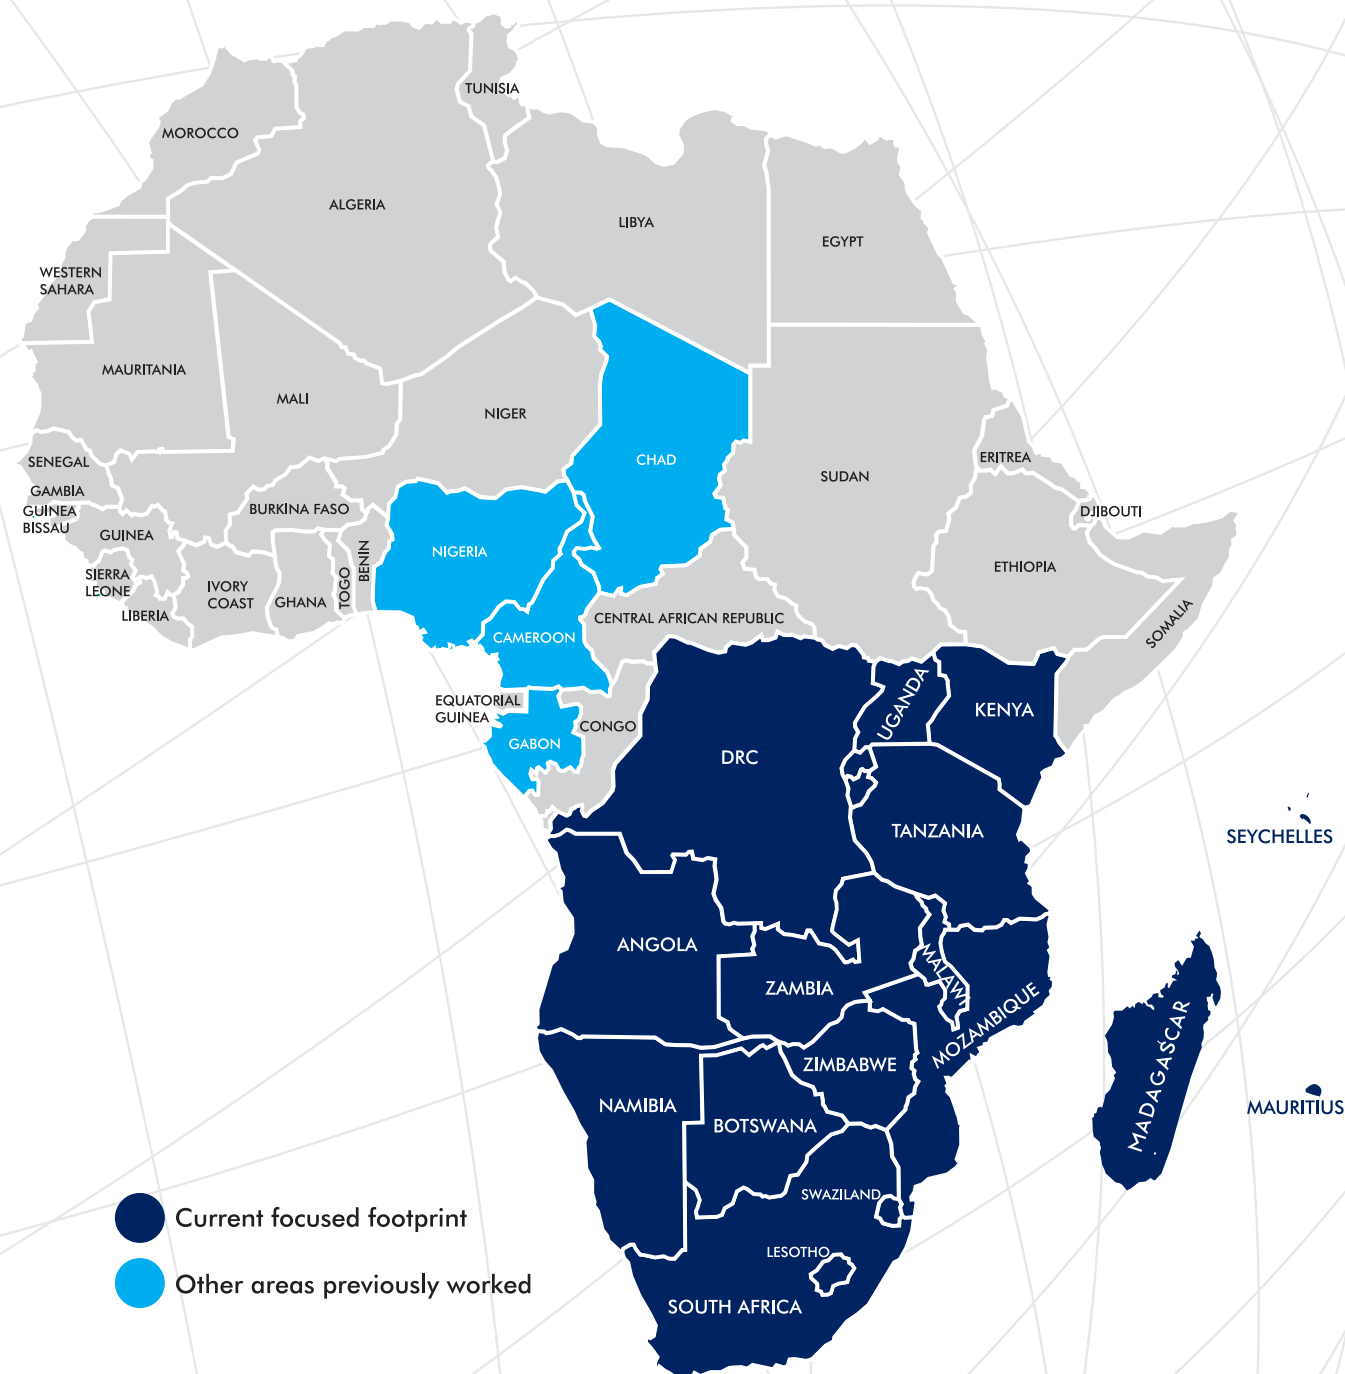 TUNISIA
MOROCCO
ALGERIA
LIBYA
EGYPT
WESTERN
SAHARA
MAURITANIA
MALI
NIGER
CHAD
SUDAN
ERITREA
SENEGAL
GAMBIA
GUINEA
BISSAU
GUINEA
BURKINA FASO
DJIBOUTI
NIGERIA
BENIN
TOGO
ETHIOPIA
SIERRA
LEONE
IVORY
COAST
GHANA
LIBERIA
CENTRAL AFRICAN REPUBLIC
SOMALIA
CAMEROON
EQUATORIAL
GUINEA
GABON
CONGO
UGANDA
KENYA
DRC
TANZANIA
SEYCHELLES
ANGOLA
ZAMBIA
MALAWI
MOZAMBIQUE
MADAGASCAR
ZIMBABWE
NAMIBIA
BOTSWANA
MAURITIUS
SWAZILAND
LESOTHO
SOUTH AFRICA
Current focused footprint
Other areas previously worked